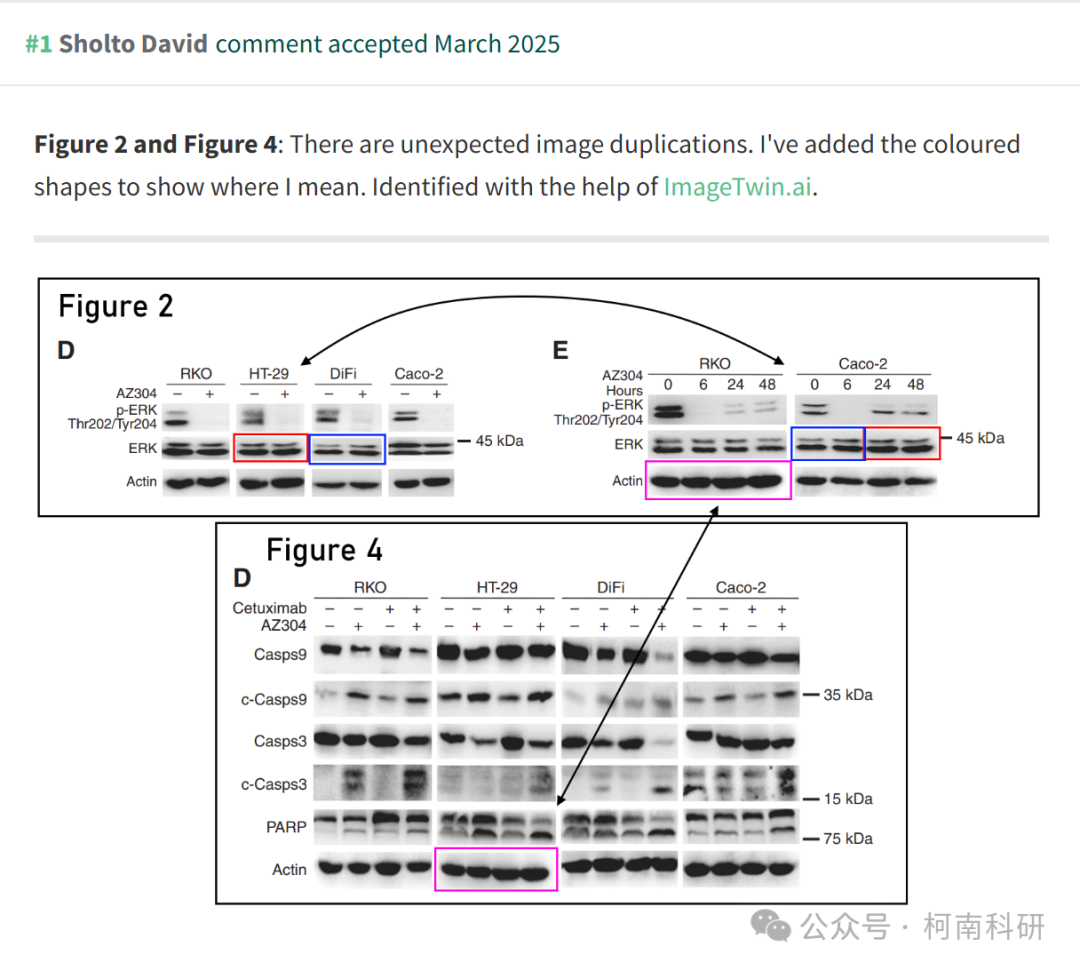 #1 Sholto David comment accepted March 2025
Figure 2 and Figure 4: There are unexpected image duplications. I've added the coloured
shapes to show where I mean. Identified with the help of ImageTwin.ai.
Figure 2
D
RKO HT-29 DiFi Caco-2
AZ304 − + − + − + − +
p-ERK
Thr202/Tyr204
ERK
45 kDa
Actin
E
RKO Caco-2
AZ304
Hours
0 6 24 48 0 6 24 48
p-ERK
Thr202/Tyr204
ERK
45 kDa
Actin
Figure 4
D
RKO HT-29 DiFi Caco-2
Cetuximab − − + + − − + + − − + + − − + +
AZ304 − + − + − + − + − + − + − + − +
Casps9
c-Casps9
35 kDa
Casps3
c-Casps3
15 kDa
PARP
75 kDa
Actin
公众号 · 柯南科研